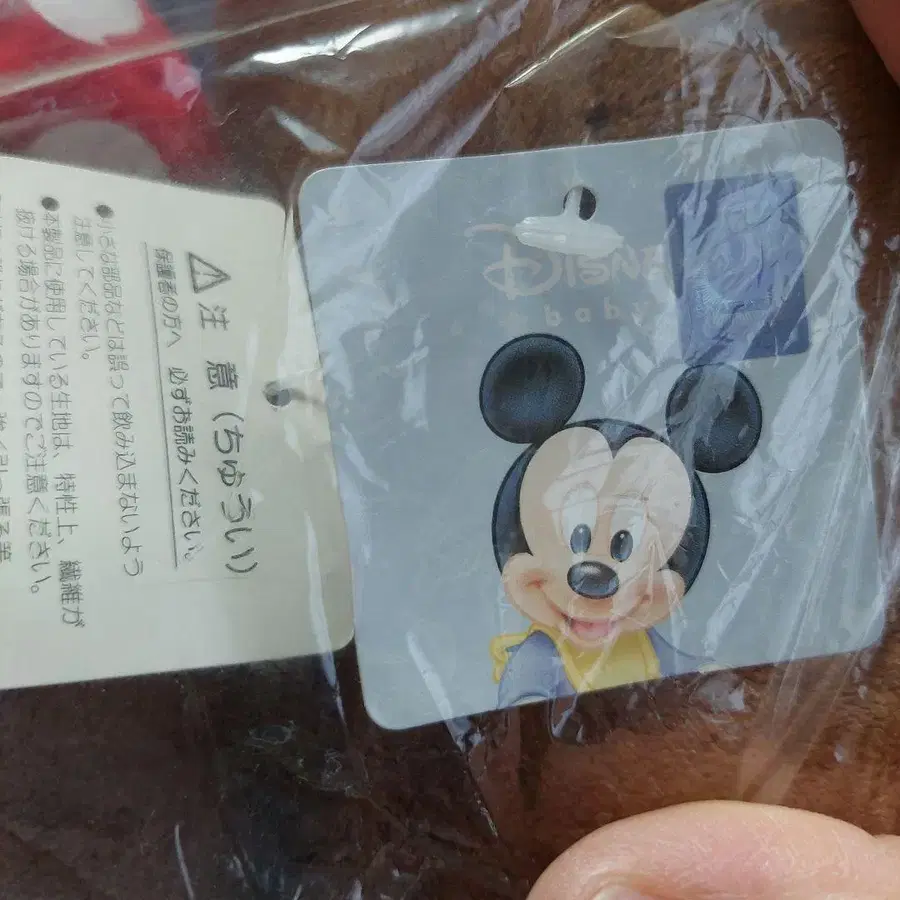 注 意 (ちゅうい)
保護者の方へ 必ずお読みください。
●小さな部品などは誤って飲み込まないよう
注意してください。
●本製品に使用している生地は、特性上、繊維が
抜ける場合がありますのでご注意ください。
Disney